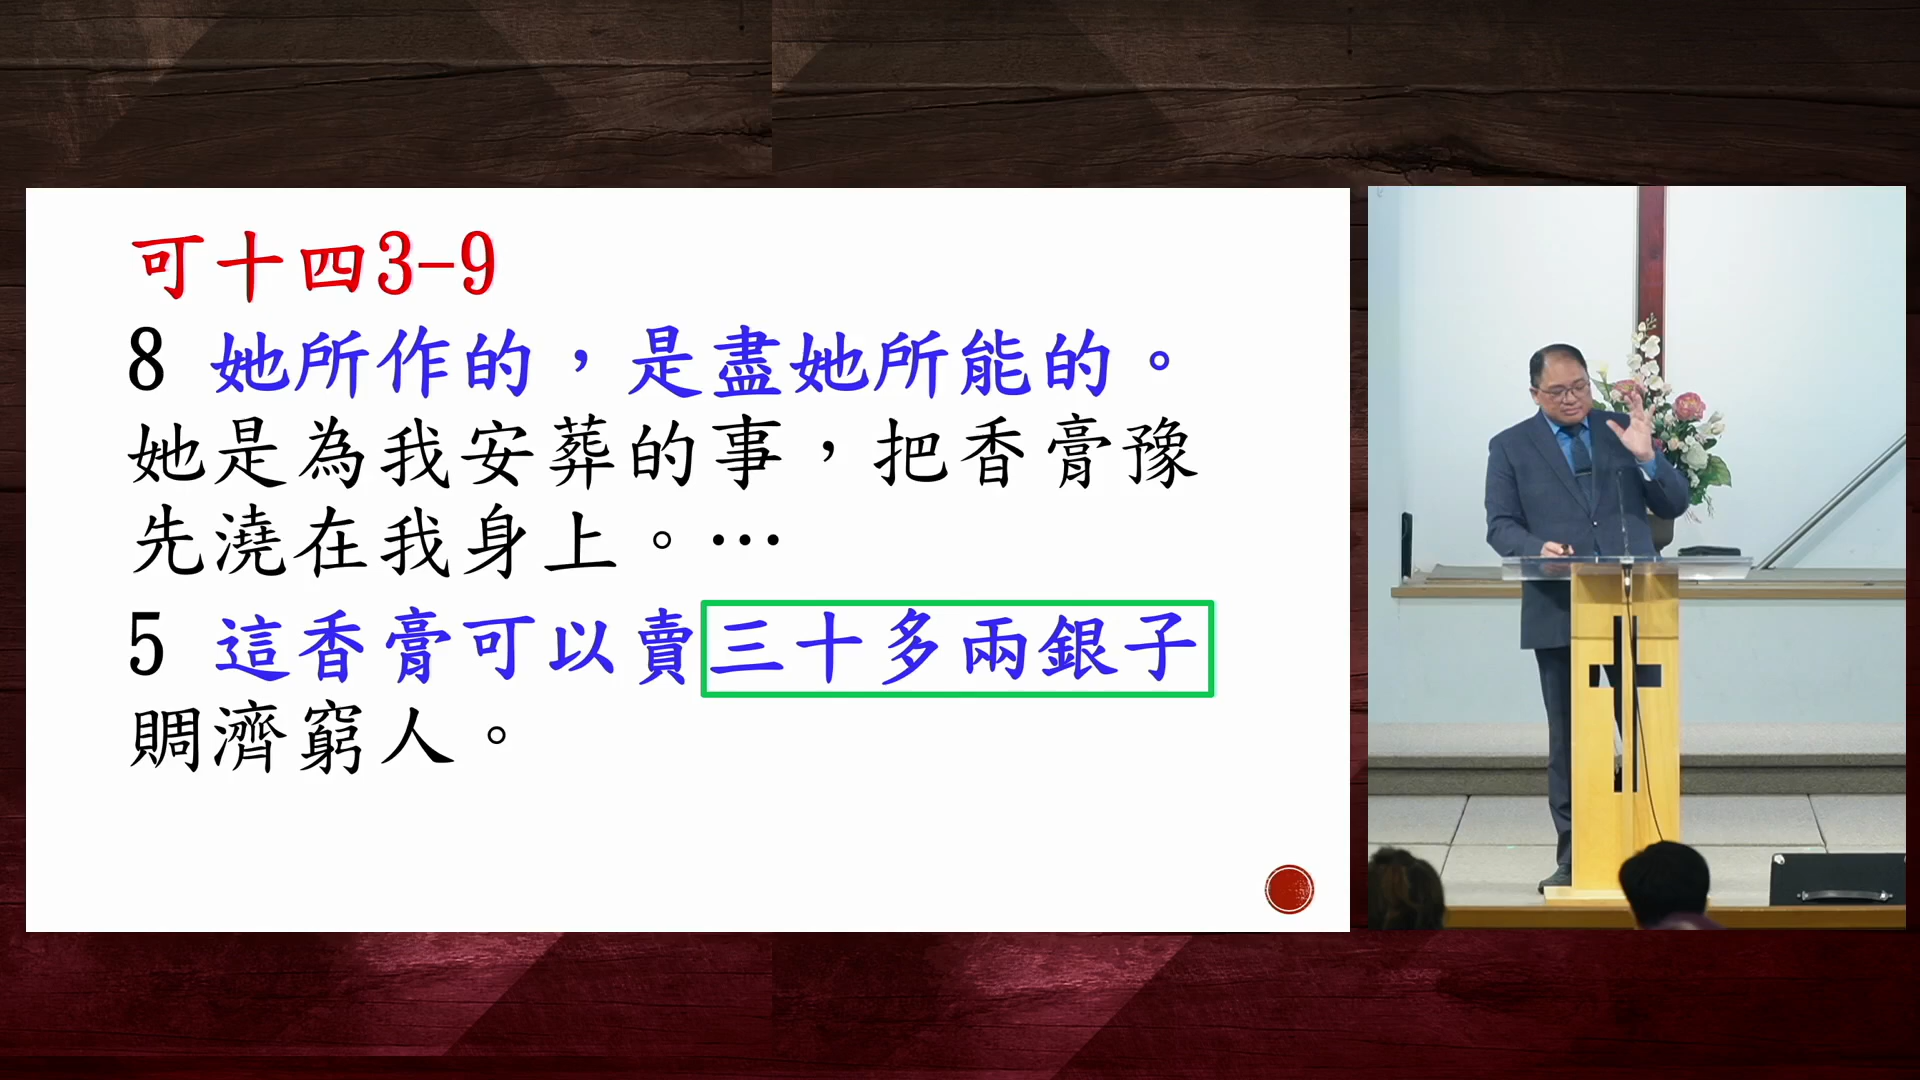 可十四3-9
8 她所作的，是盡她所能的。
她是為我安葬的事，把香膏豫
先澆在我身上。…
5 這香膏可以賣三十多兩銀子
賙濟窮人。